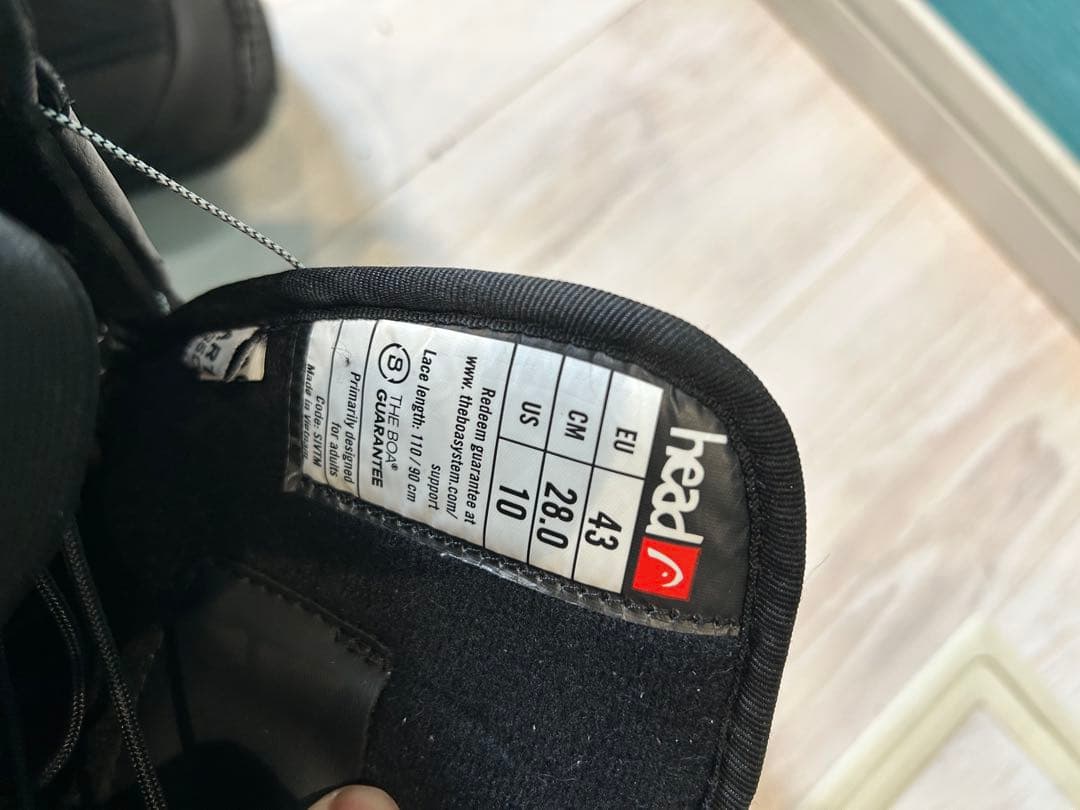 head
EU 43
CM 28.0
US 10
Redeem guarantee at
www. theboasystem.com/
support
Lace length: 110 / 90 cm
THE BOA®
GUARANTEE
Primarily designed
for adults
Code: SIVTM
Made in Vietnam